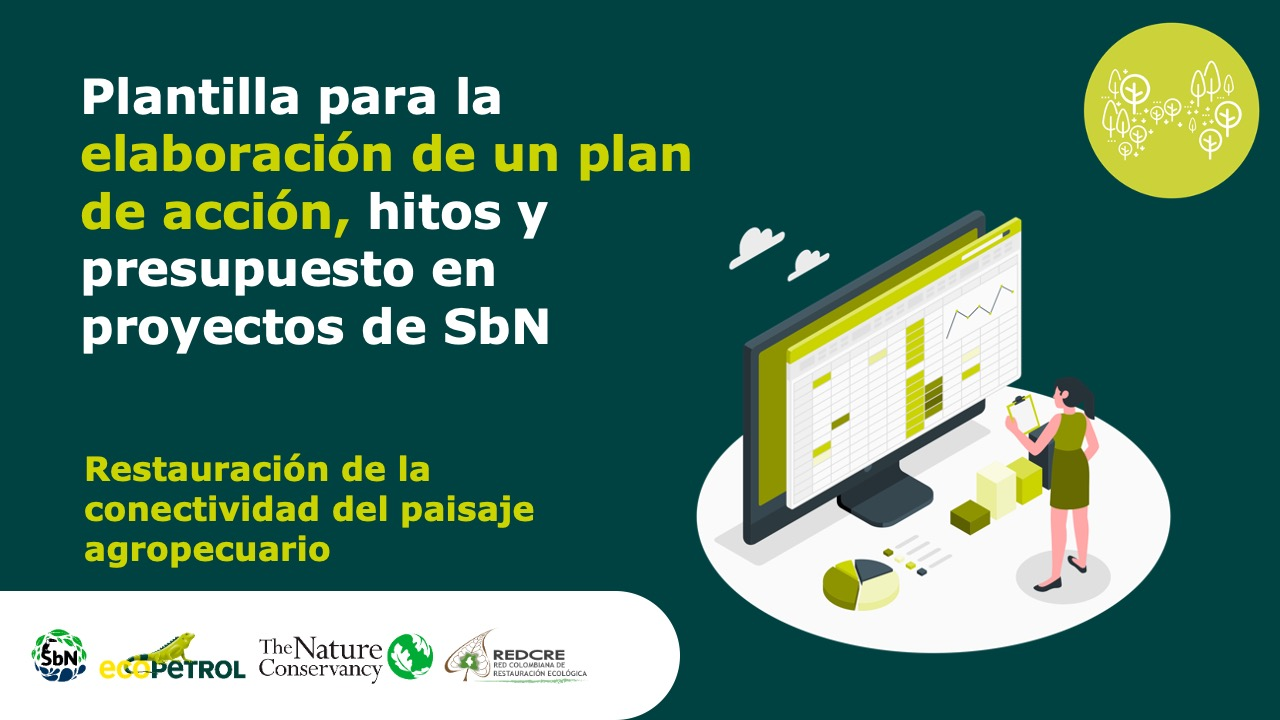 Plantilla para la
elaboración de un plan
de acción, hitos y
presupuesto en
proyectos de SbN
Restauración de la
conectividad del paisaje
agropecuario
SbN
ecoPETROL
The Nature
Conservancy
REDCRE
RED COLOMBIANA DE
RESTAURACIÓN ECOLÓGICA